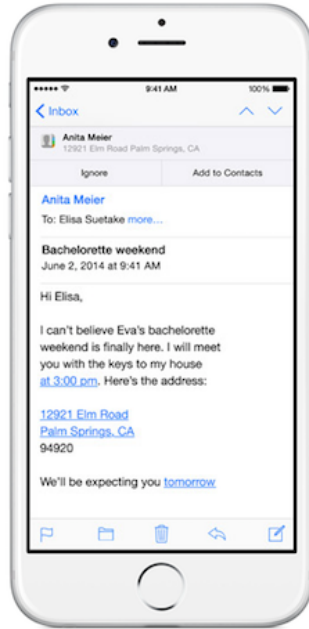 9:41 AM
100%
Inbox
Anita Meier
12921 Elm Road Palm Springs, CA
Ignore
Add to Contacts
Anita Meier
To: Elisa Suetake more...
Bachelorette weekend
June 2, 2014 at 9:41 AM
Hi Elisa,
I can't believe Eva's bachelorette
weekend is finally here. I will meet
you with the keys to my house
at 3:00 pm. Here's the address:
12921 Elm Road
Palm Springs, CA
94920
We'll be expecting you tomorrow